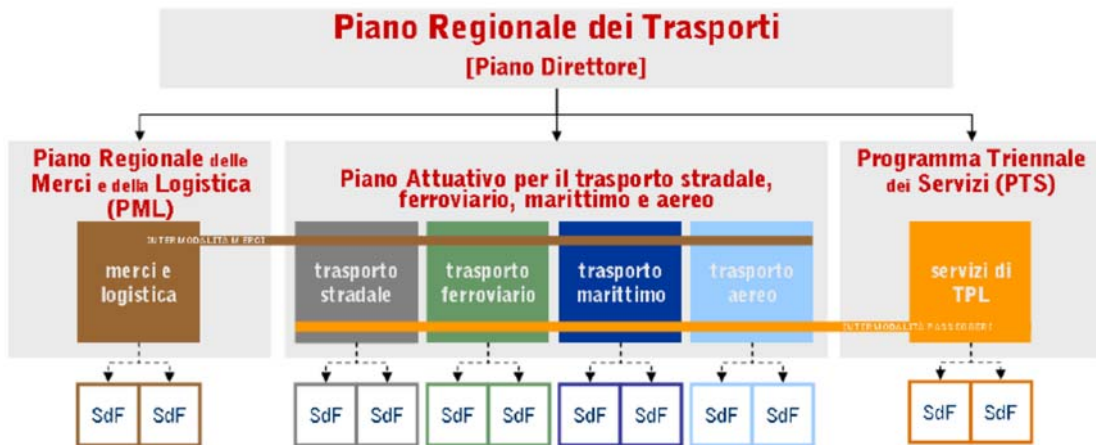 Piano Regionale dei Trasporti
[Piano Direttore]
Piano Regionale delle
Merci e della Logistica
(PML)
Piano Attuativo per il trasporto stradale,
ferroviario, marittimo e aereo
Programma Triennale
dei Servizi (PTS)
INTERMODALITÀ MERCI
merci e
logistica
trasporto
stradale
trasporto
ferroviario
trasporto
marittimo
trasporto
aereo
servizi di
TPL
INTERMODALITÀ PASSEGGERI
SdF SdF SdF SdF SdF SdF SdF SdF SdF SdF SdF SdF